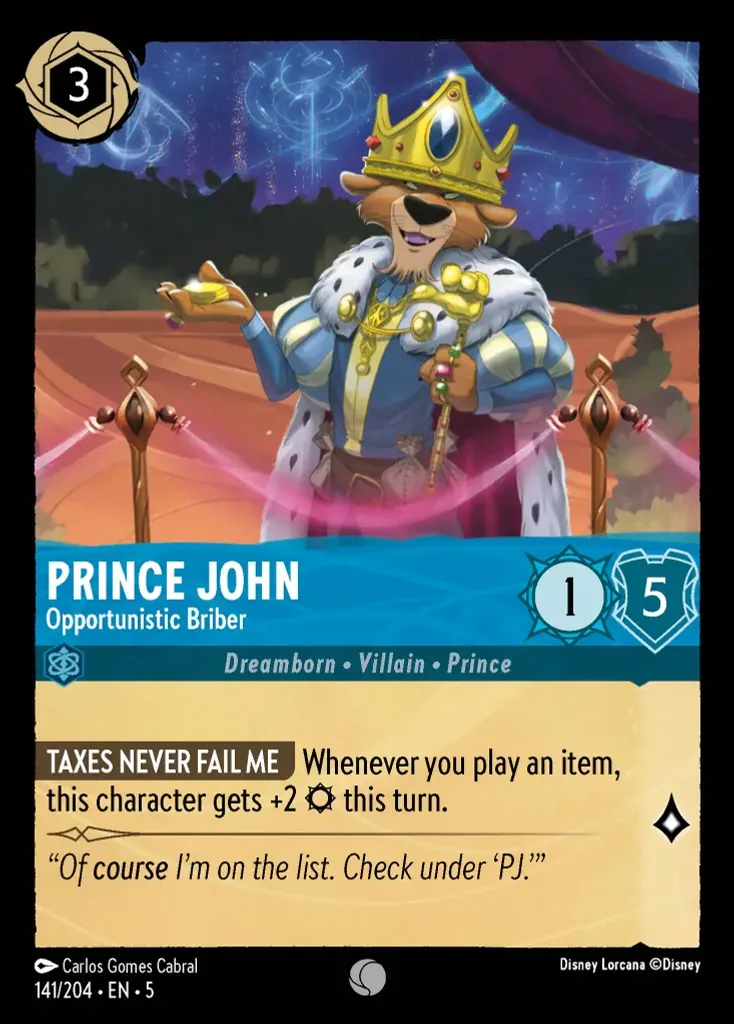 3
PRINCE JOHN
Opportunistic Briber
1
5
Dreamborn • Villain • Prince
TAXES NEVER FAIL ME Whenever you play an item,
this character gets +2 this turn.
“Of course I’m on the list. Check under ‘PJ.’”
Carlos Gomes Cabral
Disney Lorcana ©Disney
141/204 • EN • 5